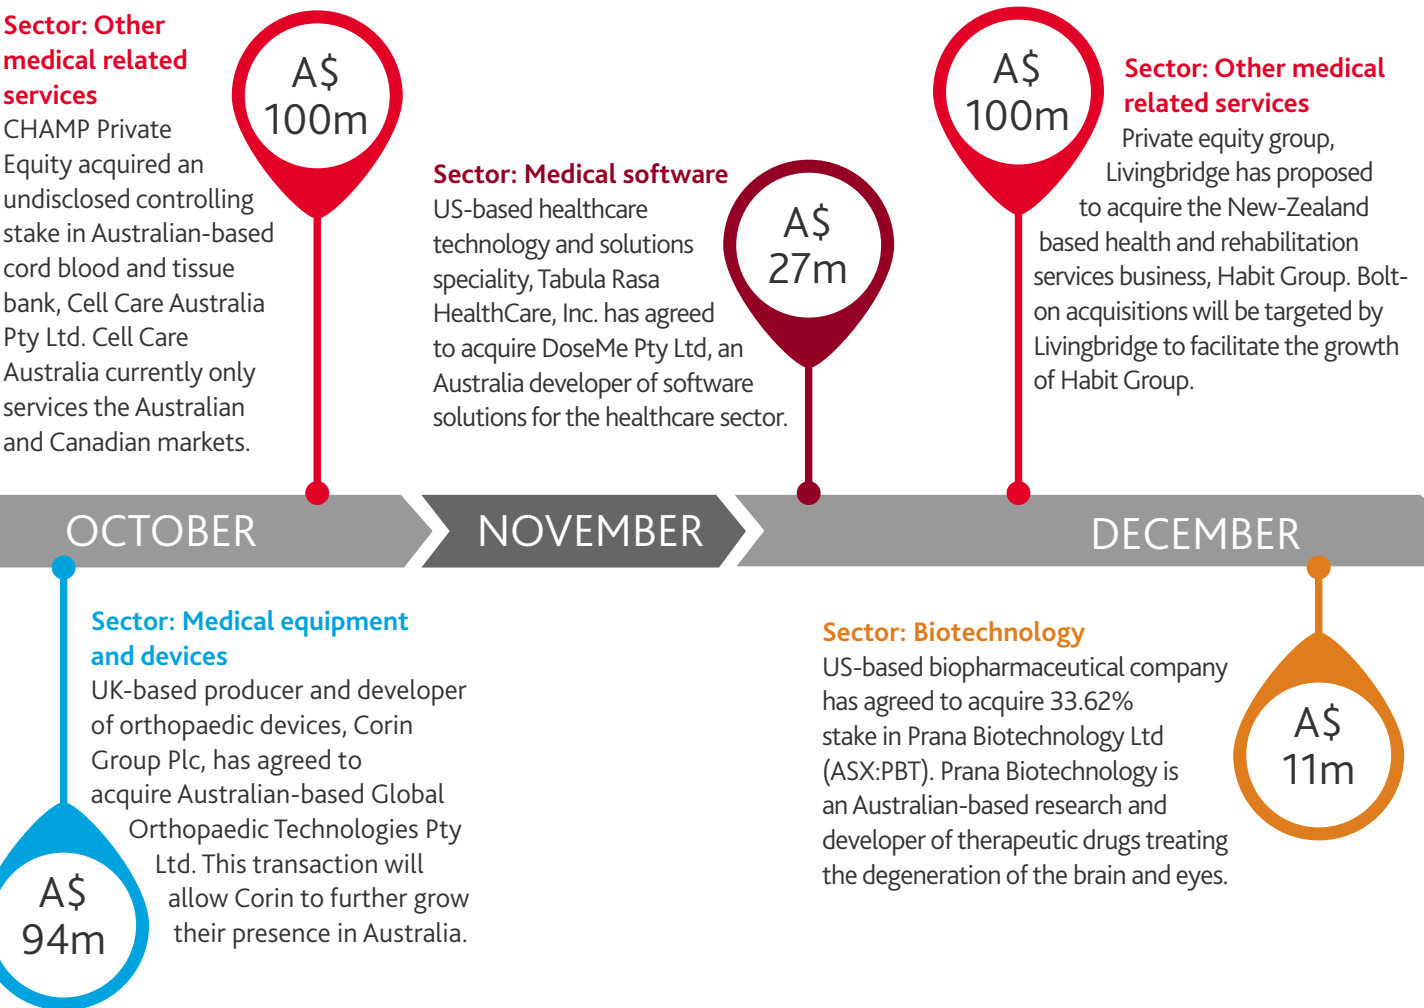 Sector: Other
medical related
services
CHAMP Private
Equity acquired an
undisclosed controlling
stake in Australian-based
cord blood and tissue
bank, Cell Care Australia
Pty Ltd. Cell Care
Australia currently only
services the Australian
and Canadian markets.
A$
100m
Sector: Medical software
US-based healthcare
technology and solutions
speciality, Tabula Rasa
HealthCare, Inc. has agreed
to acquire DoseMe Pty Ltd, an
Australia developer of software
solutions for the healthcare sector.
A$
27m
A$
100m
Sector: Other medical
related services
Private equity group,
Livingbridge has proposed
to acquire the New-Zealand
based health and rehabilitation
services business, Habit Group. Bolt-
on acquisitions will be targeted by
Livingbridge to facilitate the growth
of Habit Group.
OCTOBER
NOVEMBER
DECEMBER
Sector: Medical equipment
and devices
UK-based producer and developer
of orthopaedic devices, Corin
Group Plc, has agreed to
acquire Australian-based Global
Orthopaedic Technologies Pty
Ltd. This transaction will
allow Corin to further grow
their presence in Australia.
A$
94m
Sector: Biotechnology
US-based biopharmaceutical company
has agreed to acquire 33.62%
stake in Prana Biotechnology Ltd
(ASX:PBT). Prana Biotechnology is
an Australian-based research and
developer of therapeutic drugs treating
the degeneration of the brain and eyes.
A$
11m